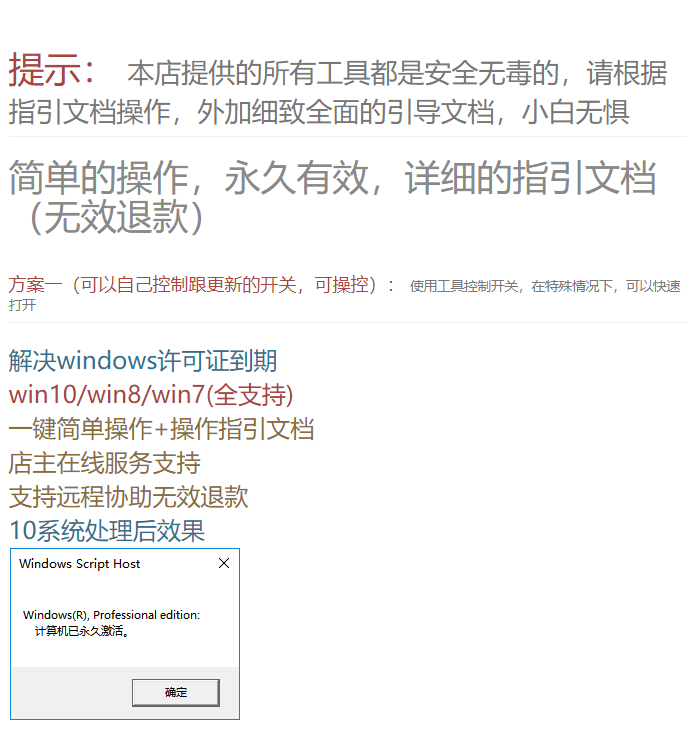 提示： 本店提供的所有工具都是安全无毒的，请根据
指引文档操作，外加细致全面的引导文档，小白无惧
简单的操作，永久有效，详细的指引文档
（无效退款）
方案一（可以自己控制跟更新的开关，可操控）： 使用工具控制开关，在特殊情况下，可以快速
打开
解决windows许可证到期
win10/win8/win7(全支持)
一键简单操作+操作指引文档
店主在线服务支持
支持远程协助无效退款
10系统处理后效果
Windows Script Host
Windows(R), Professional edition:
计算机已永久激活。
确定